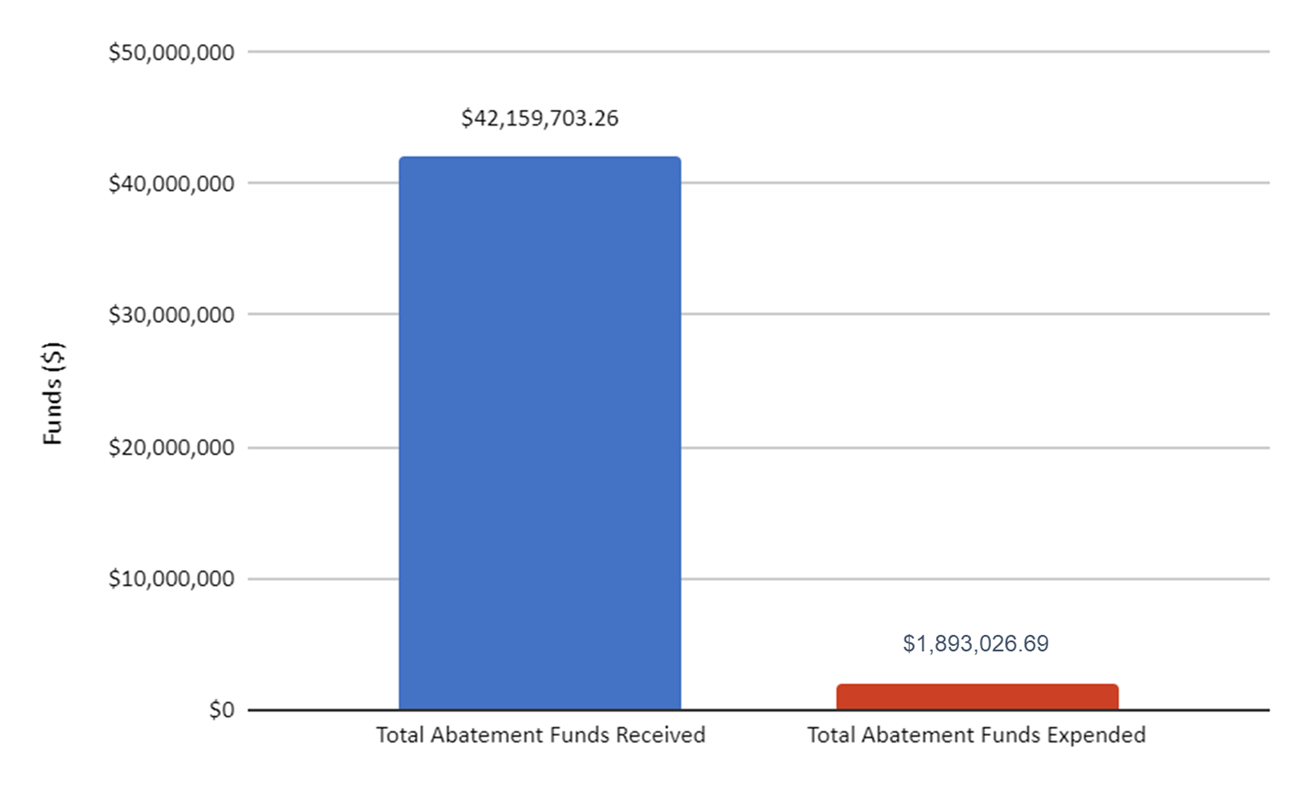 $50,000,000
$42,159,703.26
$40,000,000
$30,000,000
Funds ($)
$20,000,000
$10,000,000
$1,893,026.69
$0
Total Abatement Funds Received
Total Abatement Funds Expended